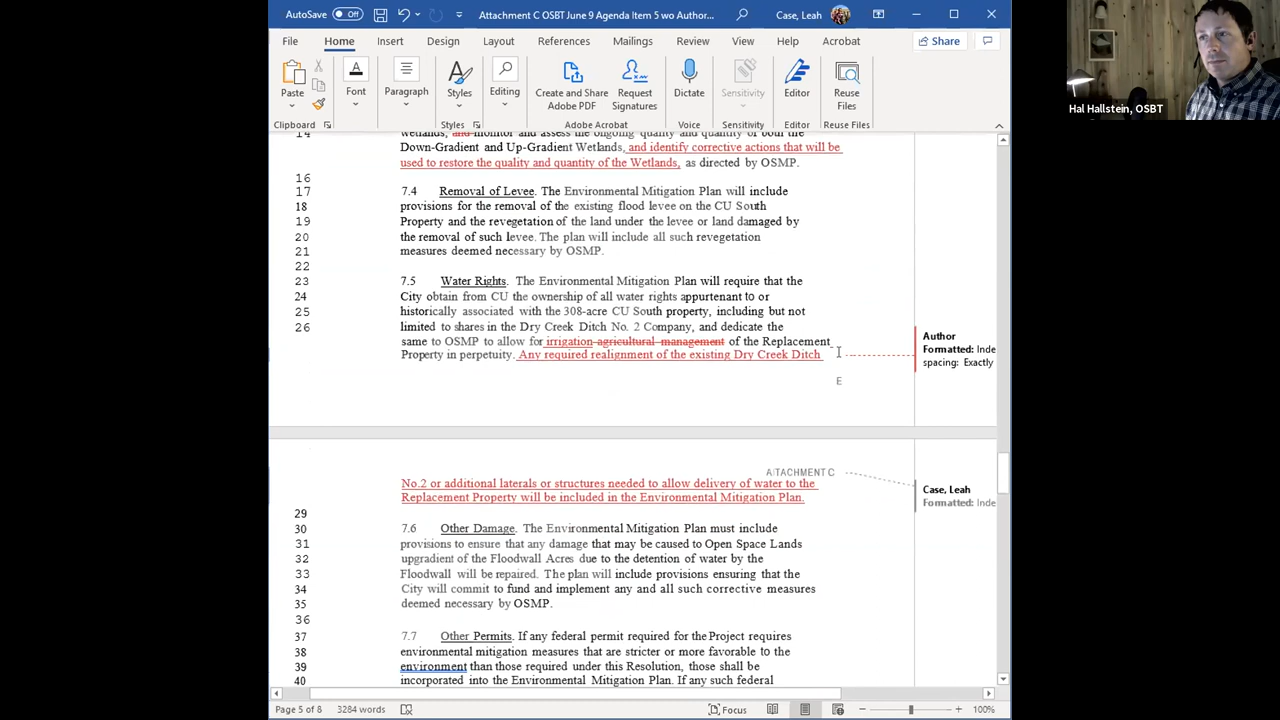 AutoSave Off Attachment C OSBT June 9 Agenda Item 5 wo Author... Case, Leah
File Home Insert Design Layout References Mailings Review View Help Acrobat Share
Paste Font Paragraph Styles Editing Create and Share Adobe PDF Request Signatures Dictate Sensitivity Editor Reuse Files
Clipboard Styles Adobe Acrobat Voice Sensitivity Editor Reuse Files
Hal Hallstein, OSBT
14 wetlands, and monitor and assess the ongoing quality and quantity of both the
Down-Gradient and Up-Gradient Wetlands, and identify corrective actions that will be
used to restore the quality and quantity of the Wetlands, as directed by OSMP.
16
17 7.4 Removal of Levee. The Environmental Mitigation Plan will include
18 provisions for the removal of the existing flood levee on the CU South
19 Property and the revegetation of the land under the levee or land damaged by
20 the removal of such levee. The plan will include all such revegetation
21 measures deemed necessary by OSMP.
22
23 7.5 Water Rights. The Environmental Mitigation Plan will require that the
24 City obtain from CU the ownership of all water rights appurtenant to or
25 historically associated with the 308-acre CU South property, including but not
26 limited to shares in the Dry Creek Ditch No. 2 Company, and dedicate the
same to OSMP to allow for irrigation agricultural management of the Replacement
Property in perpetuity. Any required realignment of the existing Dry Creek Ditch
E
Author
Formatted: Inde
spacing: Exactly
ATTACHMENT C
No.2 or additional laterals or structures needed to allow delivery of water to the
Replacement Property will be included in the Environmental Mitigation Plan.
Case, Leah
Formatted: Inde
29
30 7.6 Other Damage. The Environmental Mitigation Plan must include
31 provisions to ensure that any damage that may be caused to Open Space Lands
32 upgradient of the Floodwall Acres due to the detention of water by the
33 Floodwall will be repaired. The plan will include provisions ensuring that the
34 City will commit to fund and implement any and all such corrective measures
35 deemed necessary by OSMP.
36
37 7.7 Other Permits. If any federal permit required for the Project requires
38 environmental mitigation measures that are stricter or more favorable to the
39 environment than those required under this Resolution, those shall be
40 incorporated into the Environmental Mitigation Plan. If any such federal
Page 5 of 8 3284 words Focus 100%